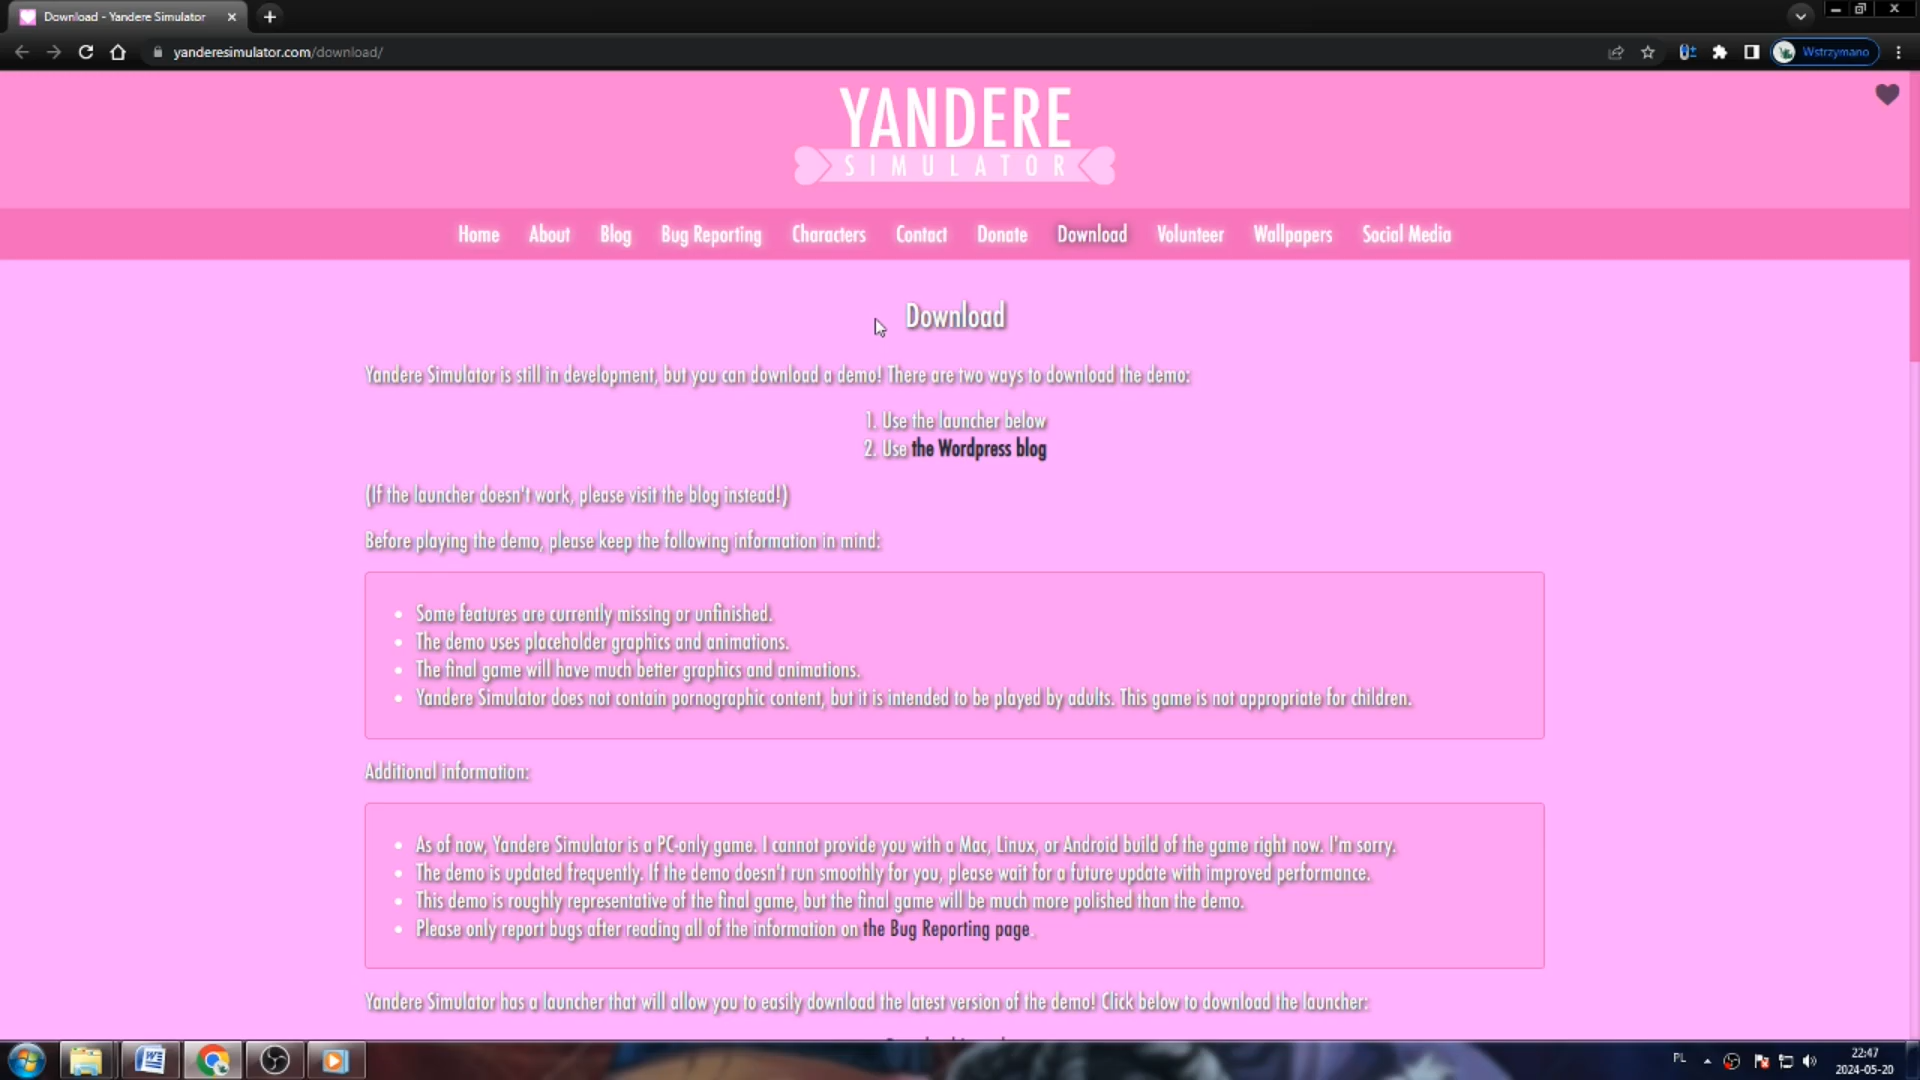 Download - Yandere Simulator
yanderesimulator.com/download/
Wstrzymano
YANDERE
SIMULATOR
Home About Blog Bug Reporting Characters Contact Donate Download Volunteer Wallpapers Social Media
Download
Yandere Simulator is still in development, but you can download a demo! There are two ways to download the demo:
1. Use the launcher below
2. Use the Wordpress blog
(If the launcher doesn't work, please visit the blog instead!)
Before playing the demo, please keep the following information in mind:
• Some features are currently missing or unfinished.
• The demo uses placeholder graphics and animations.
• The final game will have much better graphics and animations.
• Yandere Simulator does not contain pornographic content, but it is intended to be played by adults. This game is not appropriate for children.
Additional information:
• As of now, Yandere Simulator is a PC-only game. I cannot provide you with a Mac, Linux, or Android build of the game right now. I'm sorry.
• The demo is updated frequently. If the demo doesn't run smoothly for you, please wait for a future update with improved performance.
• This demo is roughly representative of the final game, but the final game will be much more polished than the demo.
• Please only report bugs after reading all of the information on the Bug Reporting page.
Yandere Simulator has a launcher that will allow you to easily download the latest version of the demo! Click below to download the launcher:
PL
22:47
2024-05-20